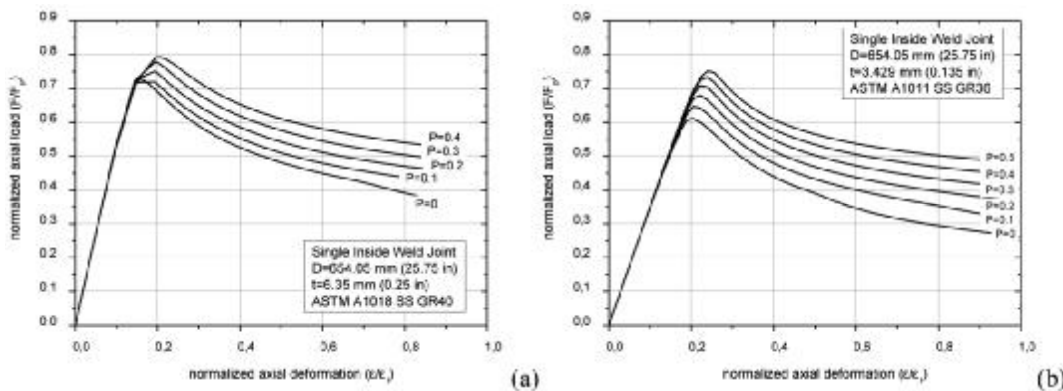 normalized axial load (F/Fp)
0,9
0,8
0,7
0,6
0,5
0,4
0,3
0,2
0,1
0,0
P=0.4
P=0.3
P=0.2
P=0.1
P=0
Single Inside Weld Joint
D=654.05 mm (25.75 in)
t=6.35 mm (0.25 in)
ASTM A1018 SS GR40
0,0 0,2 0,4 0,6 0,8 1,0
normalized axial deformation
(a)
normalized axial load (F/Fp)
0,9
0,8
0,7
0,6
0,5
0,4
0,3
0,2
0,1
0,0
Single Inside Weld Joint
D=654.05 mm (25.75 in)
t=3.429 mm (0.135 in)
ASTM A1011 SS GR36
P=0.5
P=0.4
P=0.3
P=0.2
P=0.1
P=0
0,0 0,2 0,4 0,6 0,8 1,0
normalized axial deformation
(b)